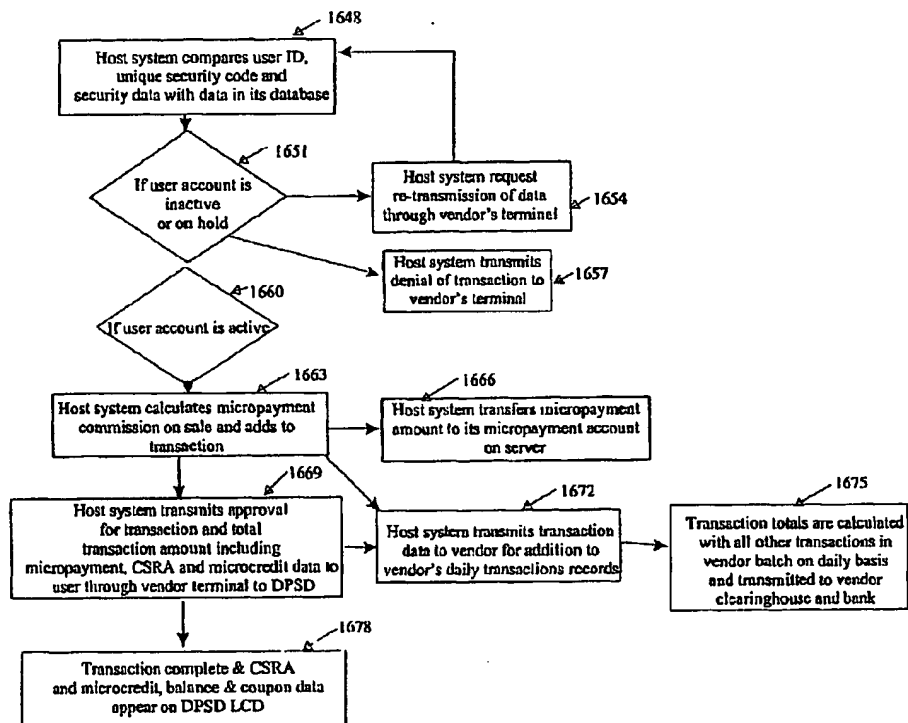 1648
Host system compares user ID,
unique security code and
security data with data in its database
1651
If user account is
inactive
or on hold
Host system request
re-transmission of data
through vendor's terminal
1654
Host system transmits
denial of transaction to
vendor's terminal
1657
1660
If user account is active
1663
Host system calculates micropayment
commission on sale and adds to
transaction
1666
Host system transfers micropayment
amount to its micropayment account
on server
1669
Host system transmits approval
for transaction and total
transaction amount including
micropayment, CSRA and microcredit data to
user through vendor terminal to DPSD
1672
Host system transmits transaction
data to vendor for addition to
vendor's daily transactions records
1675
Transaction totals are calculated
with all other transactions in
vendor batch on daily basis
and transmitted to vendor
clearinghouse and bank
1678
Transaction complete & CSRA
and microcredit, balance & coupon data
appear on DPSD LCD